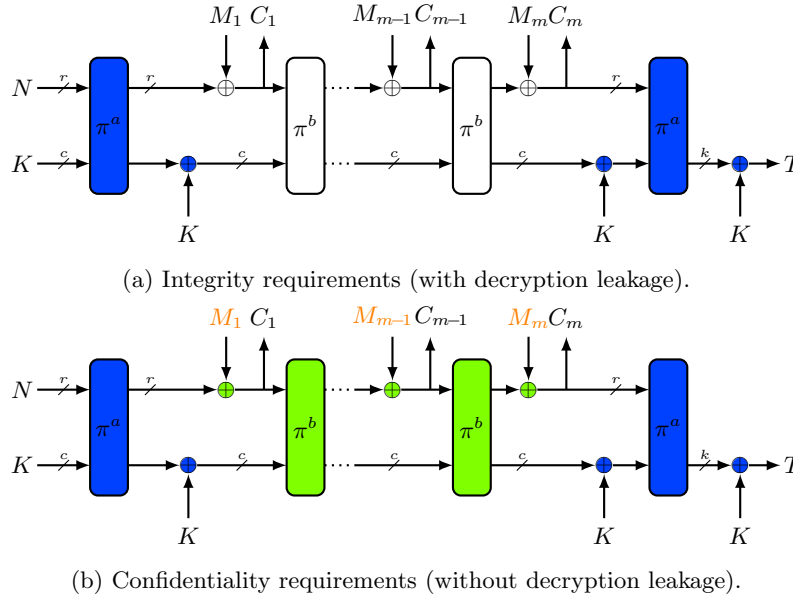 M₁ C₁ Mₘ₋₁ Cₘ₋₁ Mₘ Cₘ
N r r r
πᵃ πᵇ ····· πᵇ πᵃ
K c c c c k T
K K K
(a) Integrity requirements (with decryption leakage).
M₁ C₁ Mₘ₋₁ Cₘ₋₁ Mₘ Cₘ
N r r r
πᵃ πᵇ ····· πᵇ πᵃ
K c c c c k T
K K K
(b) Confidentiality requirements (without decryption leakage).